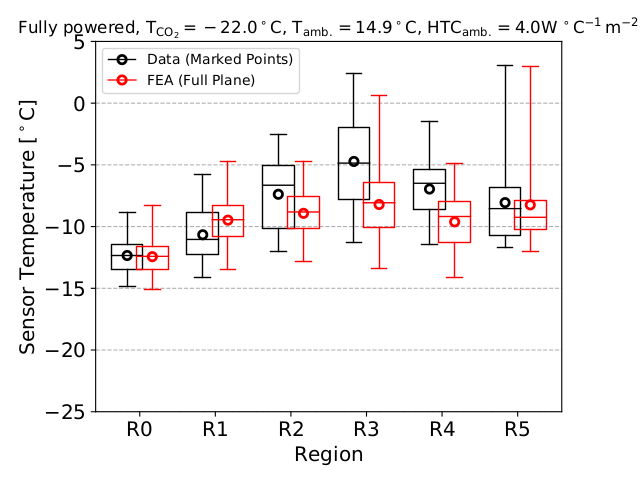 Fully powered, T_CO₂ = −22.0 °C, T_amb. = 14.9 °C, HTC_amb. = 4.0W °C⁻¹ m⁻²
Data (Marked Points)
FEA (Full Plane)
Sensor Temperature [ °C]
5
0
−5
−10
−15
−20
−25
R0 R1 R2 R3 R4 R5
Region